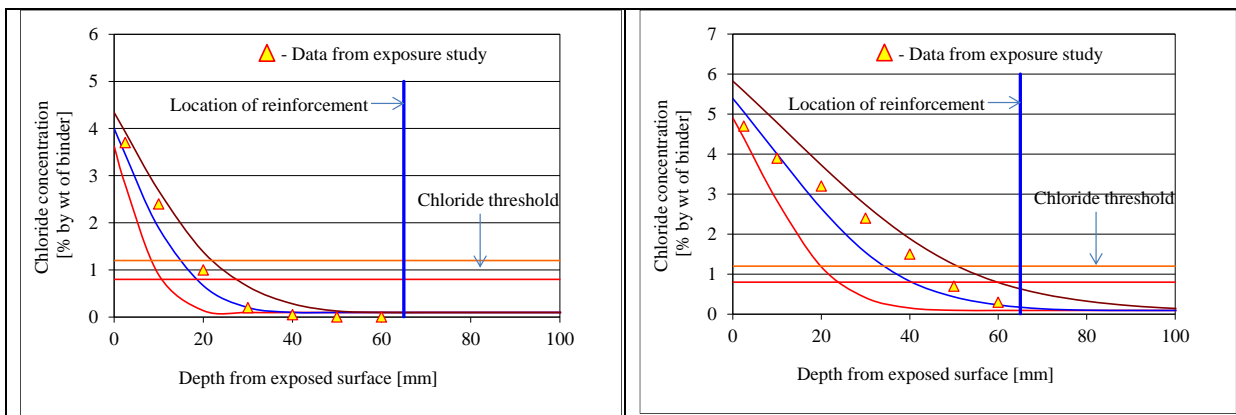 6
5
4
3
2
1
0
0 20 40 60 80 100
Chloride concentration
[% by wt of binder]
- Data from exposure study
Location of reinforcement
Chloride threshold
Depth from exposed surface [mm]
7
6
5
4
3
2
1
0
0 20 40 60 80 100
Chloride concentration
[% by wt of binder]
- Data from exposure study
Location of reinforcement
Chloride threshold
Depth from exposed surface [mm]